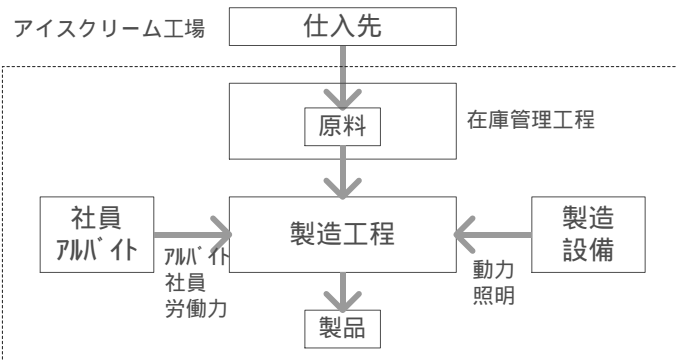 アイスクリーム工場
仕入先
原料
在庫管理工程
社員
ｱﾙﾊﾞｲﾄ
製造工程
製造
設備
ｱﾙﾊﾞｲﾄ
社員
労働力
動力
照明
製品